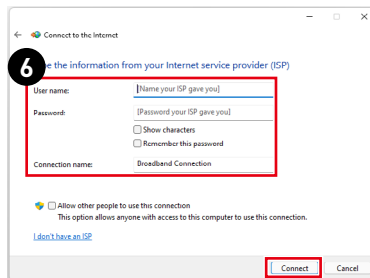 Connect to the Internet
6
e the information from your Internet service provider (ISP)
User name: [Name your ISP gave you]
Password: [Password your ISP gave you]
Show characters
Remember this password
Connection name: Broadband Connection
Allow other people to use this connection
This option allows anyone with access to this computer to use this connection.
I don't have an ISP
Connect Cancel